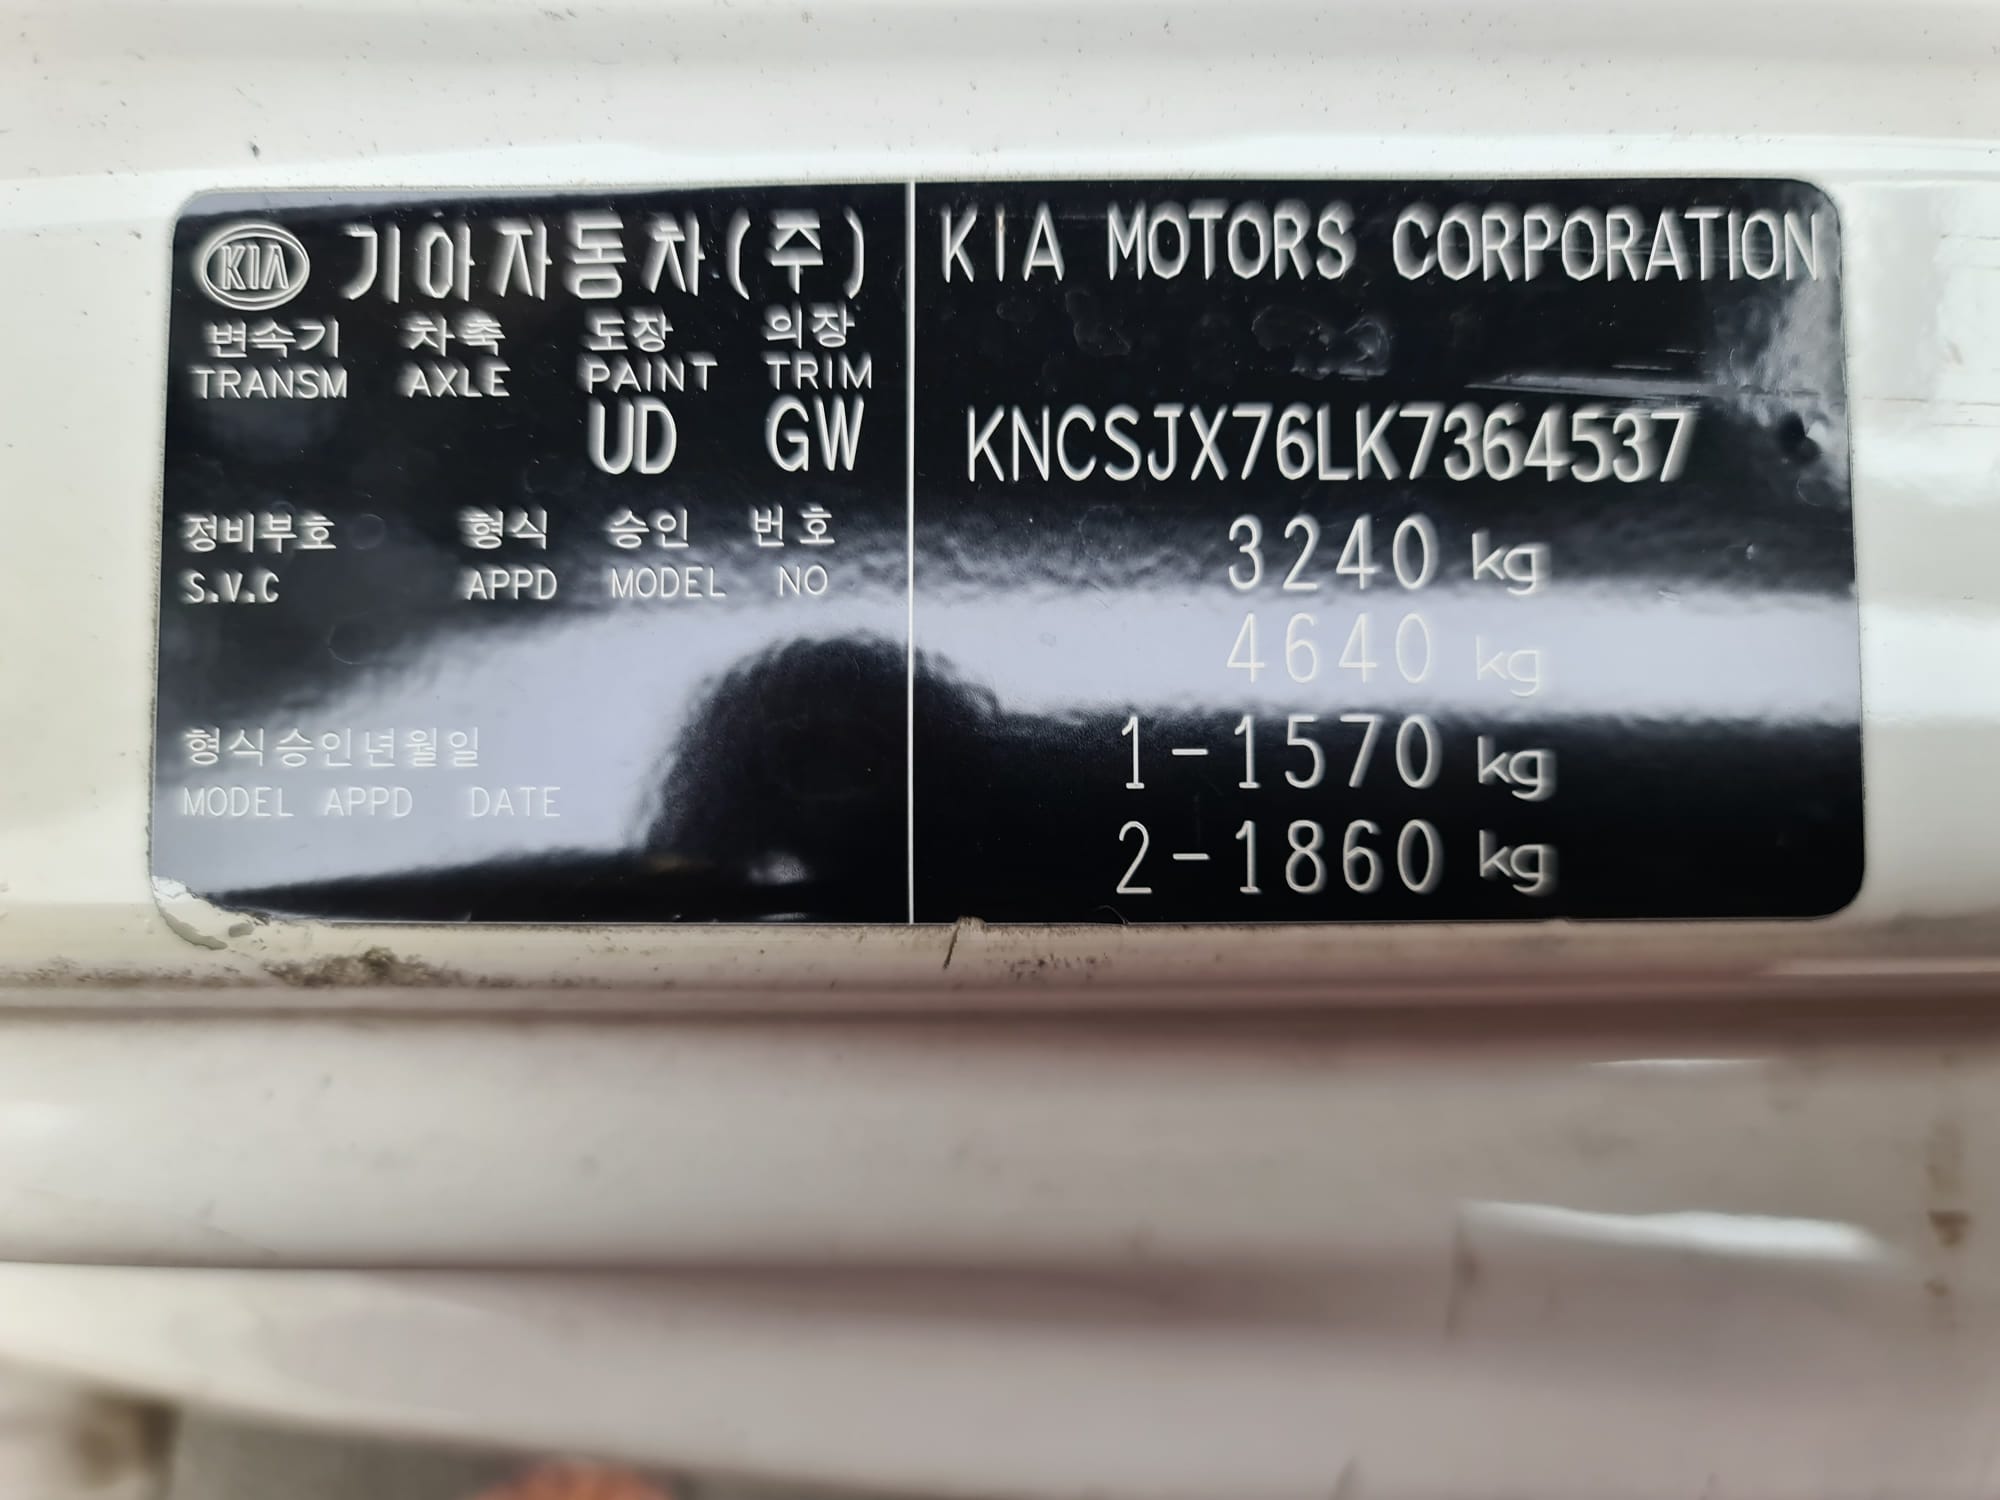 KIA 기아자동차(주)
변속기 차축 도장 의장
TRANSM AXLE PAINT TRIM
UD GW
정비부호 형식 승인 번호
S.V.C APPD MODEL NO
형식승인년월일
MODEL APPD DATE
KIA MOTORS CORPORATION
KNCSJX76LK7364537
3240 kg
4640 kg
1-1570 kg
2-1860 kg